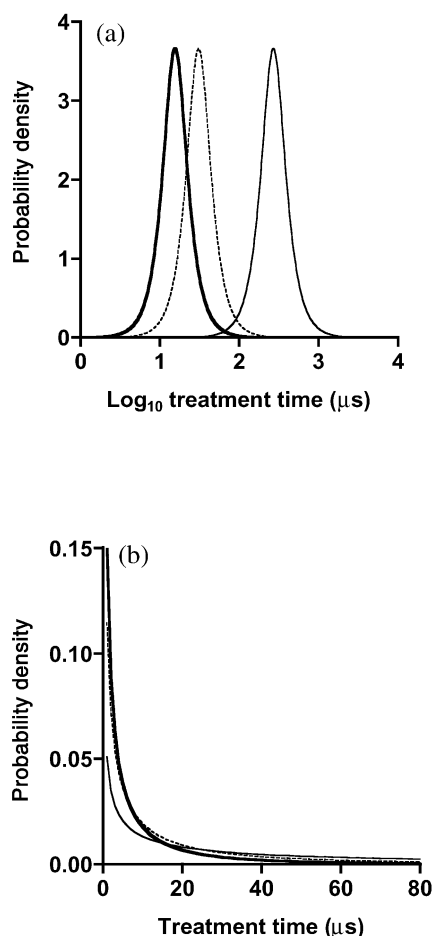 (a)
Probability density
4
3
2
1
0
0 1 2 3 4
Log₁₀ treatment time (μs)
(b)
Probability density
0.15
0.10
0.05
0.00
0 20 40 60 80
Treatment time (μs)